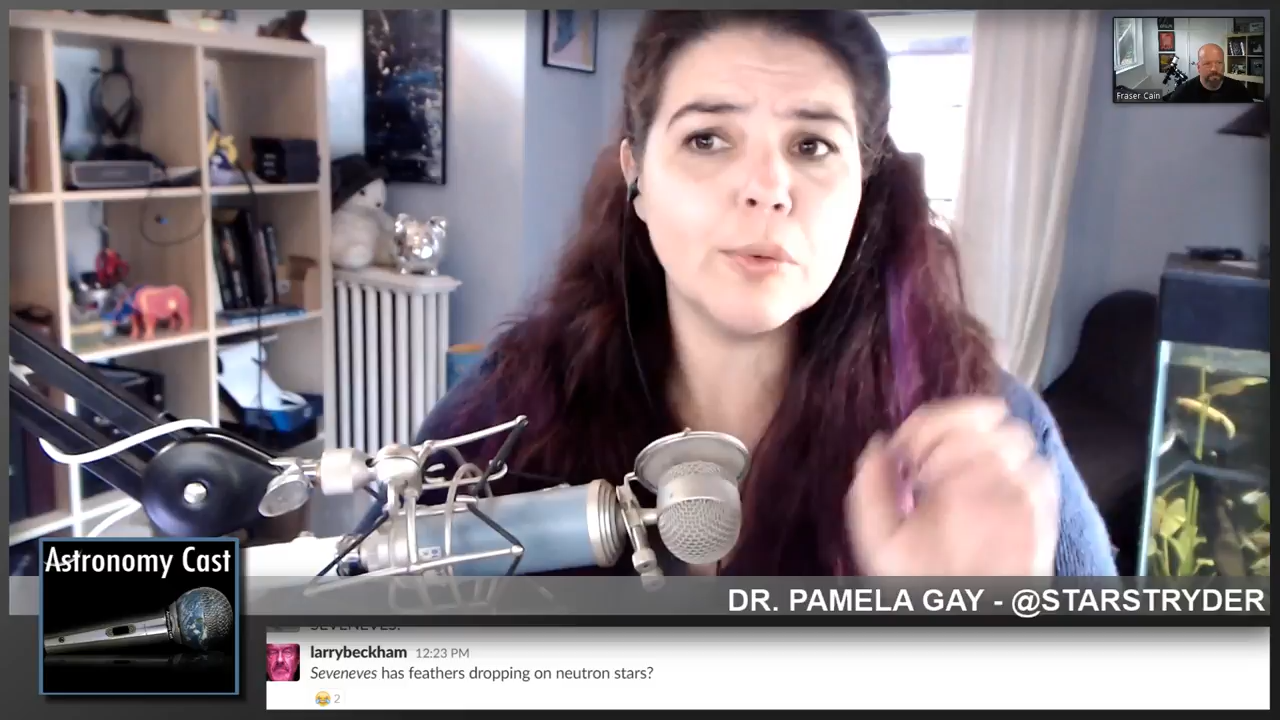 Fraser Cain
Astronomy Cast
DR. PAMELA GAY - @STARSTRYDER
SEVENEVES.
larrybeckham 12:23 PM
Seveneves has feathers dropping on neutron stars?
😂 2